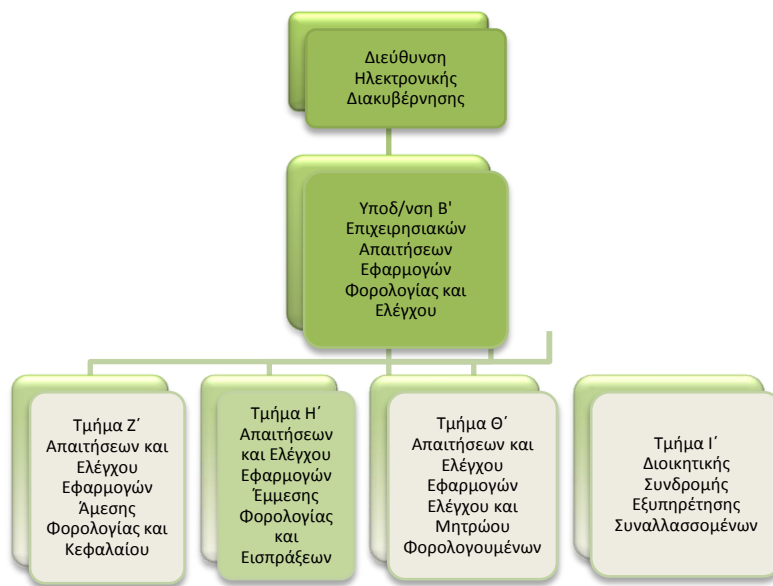 Διεύθυνση
Ηλεκτρονικής
Διακυβέρνησης
Υποδ/νση Β'
Επιχειρησιακών
Απαιτήσεων
Εφαρμογών
Φορολογίας και
Ελέγχου
Τμήμα Ζ΄
Απαιτήσεων και
Ελέγχου
Εφαρμογών
Άμεσης
Φορολογίας και
Κεφαλαίου
Τμήμα Η΄
Απαιτήσεων
και Ελέγχου
Εφαρμογών
Έμμεσης
Φορολογίας
και
Εισπράξεων
Τμήμα Θ΄
Απαιτήσεων και
Ελέγχου
Εφαρμογών
Ελέγχου και
Μητρώου
Φορολογουμένων
Τμήμα Ι΄
Διοικητικής
Συνδρομής
Εξυπηρέτησης
Συναλλασσομένων